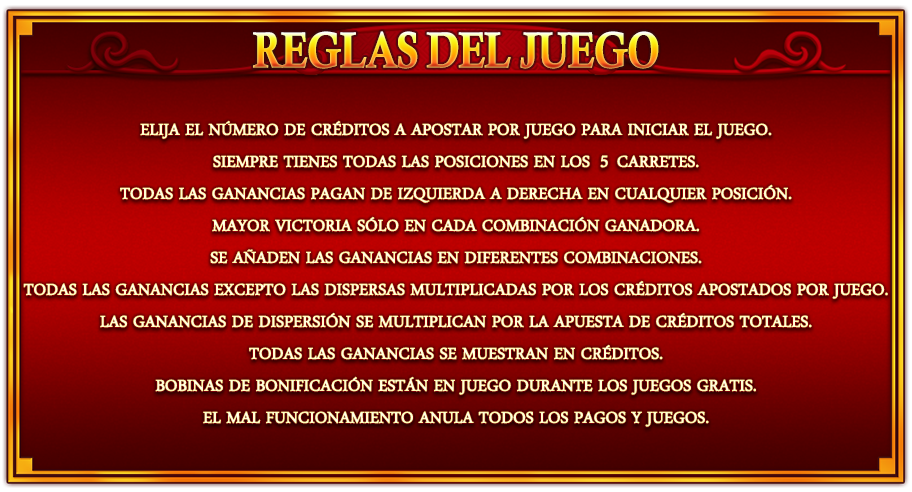 REGLAS DEL JUEGO
ELIJA EL NÚMERO DE CRÉDITOS A APOSTAR POR JUEGO PARA INICIAR EL JUEGO.
SIEMPRE TIENES TODAS LAS POSICIONES EN LOS 5 CARRETES.
TODAS LAS GANANCIAS PAGAN DE IZQUIERDA A DERECHA EN CUALQUIER POSICIÓN.
MAYOR VICTORIA SÓLO EN CADA COMBINACIÓN GANADORA.
SE AÑADEN LAS GANANCIAS EN DIFERENTES COMBINACIONES.
TODAS LAS GANANCIAS EXCEPTO LAS DISPERSAS MULTIPLICADAS POR LOS CRÉDITOS APOSTADOS POR JUEGO.
LAS GANANCIAS DE DISPERSIÓN SE MULTIPLICAN POR LA APUESTA DE CRÉDITOS TOTALES.
TODAS LAS GANANCIAS SE MUESTRAN EN CRÉDITOS.
BOBINAS DE BONIFICACIÓN ESTÁN EN JUEGO DURANTE LOS JUEGOS GRATIS.
EL MAL FUNCIONAMIENTO ANULA TODOS LOS PAGOS Y JUEGOS.